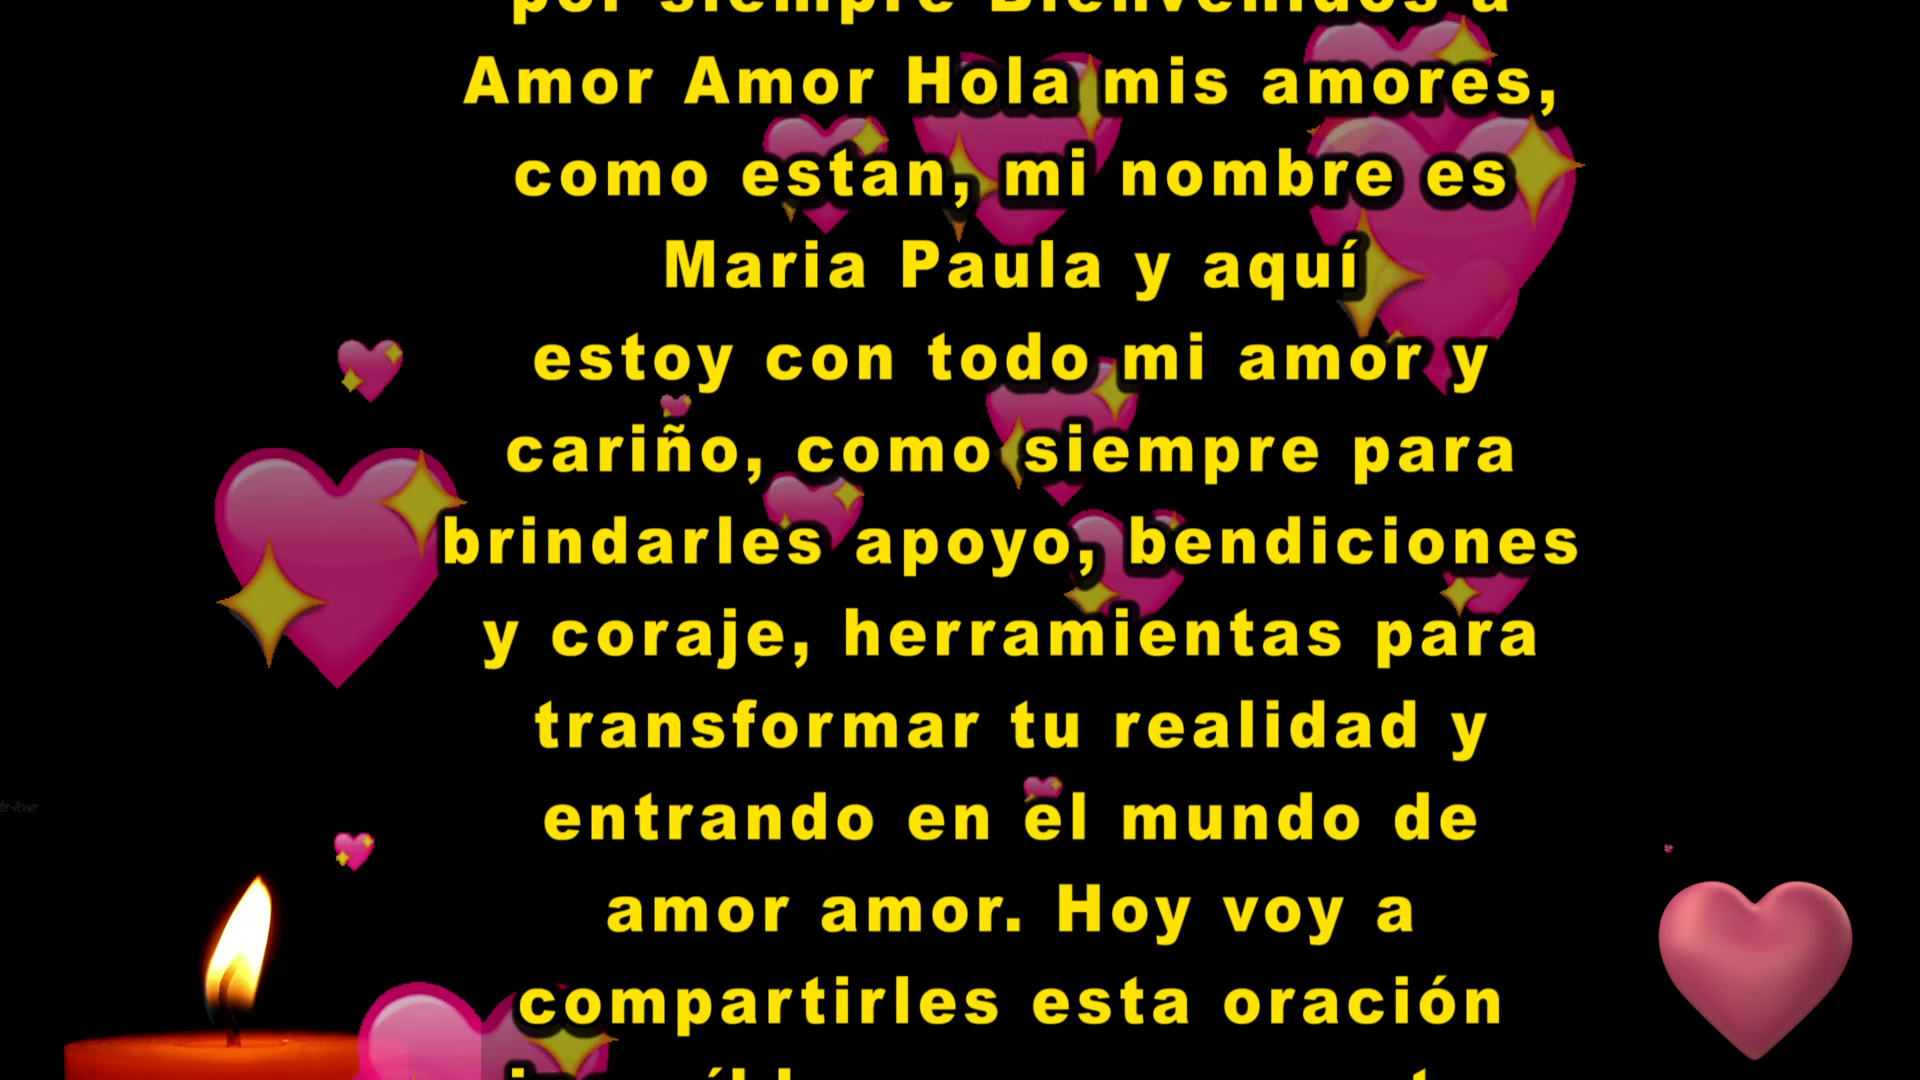 por siempre Bienvenidos a
Amor Amor Hola mis amores,
como estan, mi nombre es
Maria Paula y aquí
estoy con todo mi amor y
cariño, como siempre para
brindarles apoyo, bendiciones
y coraje, herramientas para
transformar tu realidad y
entrando en el mundo de
amor amor. Hoy voy a
compartirles esta oración